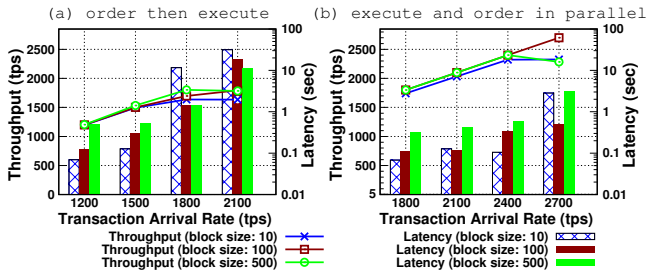 (a) order then execute
(b) execute and order in parallel
Throughput (tps)
2500
2000
1500
1000
500
0
100
10
1
0.1
0.01
Latency (sec)
1200 1500 1800 2100
Transaction Arrival Rate (tps)
Throughput (tps)
2500
2000
1500
1000
500
5
100
10
1
0.1
0.01
Latency (sec)
1800 2100 2400 2700
Transaction Arrival Rate (tps)
Throughput (block size: 10)
Throughput (block size: 100)
Throughput (block size: 500)
Latency (block size: 10)
Latency (block size: 100)
Latency (block size: 500)